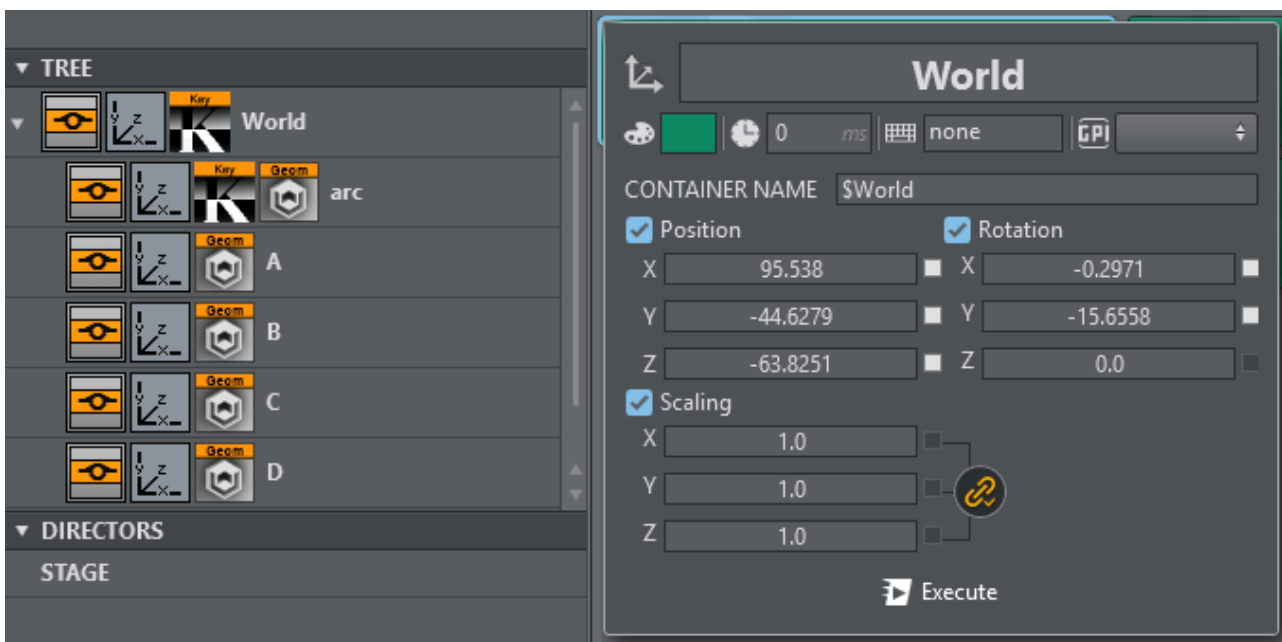 TREE
Key
World
Key Geom
arc
Geom
A
Geom
B
Geom
C
Geom
D
DIRECTORS
STAGE
World
0 ms none GPI
CONTAINER NAME $World
Position Rotation
X 95.538 X -0.2971
Y -44.6279 Y -15.6558
Z -63.8251 Z 0.0
Scaling
X 1.0
Y 1.0
Z 1.0
Execute